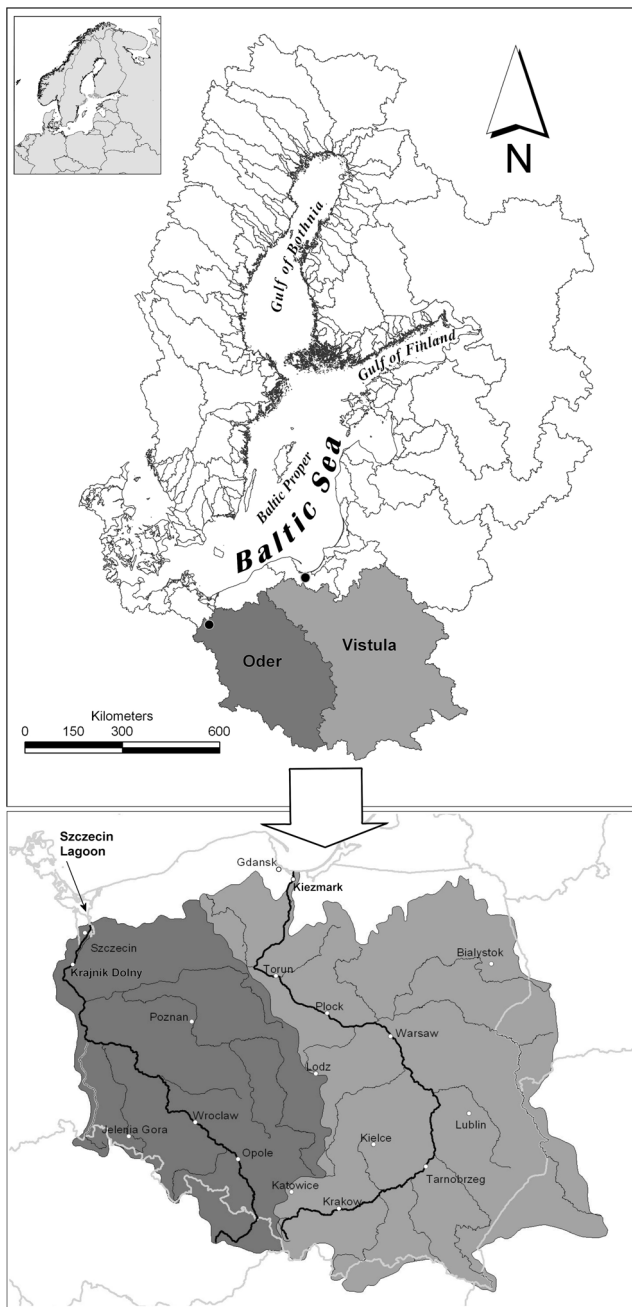 N
Gulf of Bothnia
Gulf of Finland
Baltic Proper
Baltic Sea
Vistula
Oder
Kilometers
0 150 300 600
Szczecin
Lagoon
Gdansk
Kiezmark
Szczecin
Bialystok
Krajnik Dolny
Torun
Plock
Poznan
Warsaw
Lodz
Wroclaw
Jelenia Gora
Lublin
Kielce
Opole
Tarnobrzeg
Katowice
Krakow